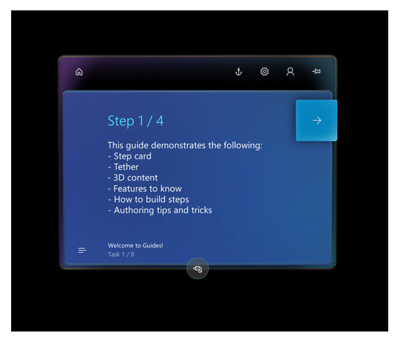 Step 1 / 4
This guide demonstrates the following:
- Step card
- Tether
- 3D content
- Features to know
- How to build steps
- Authoring tips and tricks
Welcome to Guides!
Task 1 / 8